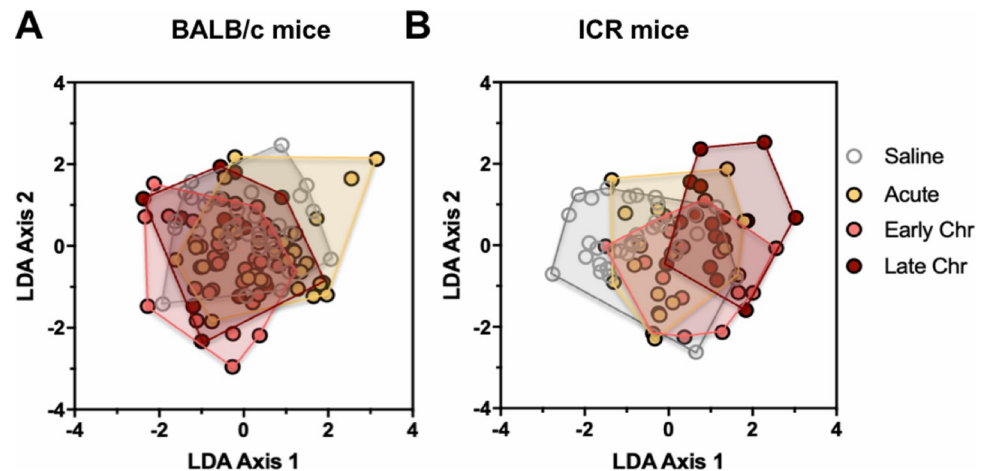 A
BALB/c mice
B
ICR mice
4
2
0
-2
-4
-4
-2
0
2
4
LDA Axis 2
LDA Axis 1
4
2
0
-2
-4
-4
-2
0
2
4
LDA Axis 2
LDA Axis 1
Saline
Acute
Early Chr
Late Chr